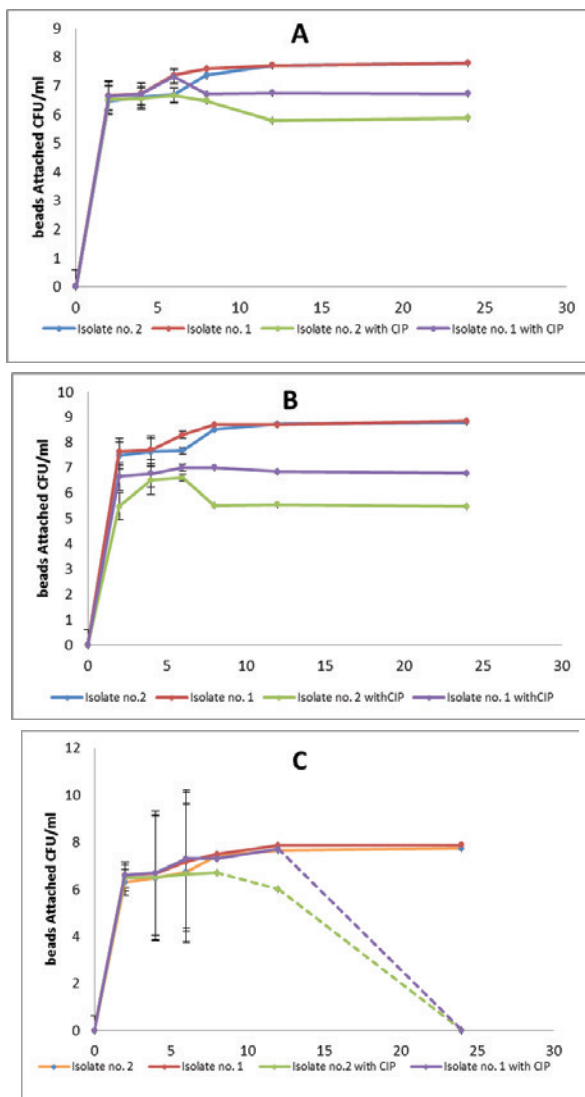 A
beads Attached CFU/ml
9
8
7
6
5
4
3
2
1
0
0 5 10 15 20 25 30
Isolate no. 2 Isolate no. 1 Isolate no. 2 with CIP Isolate no. 1 with CIP
B
beads Attached CFU/ml
10
9
8
7
6
5
4
3
2
1
0
0 5 10 15 20 25 30
Isolate no.2 Isolate no. 1 Isolate no. 2 withCIP Isolate no. 1 withCIP
C
beads Attached CFU/ml
12
10
8
6
4
2
0
0 5 10 15 20 25 30
Isolate no. 2 Isolate no. 1 Isolate no.2 with CIP Isolate no. 1 with CIP